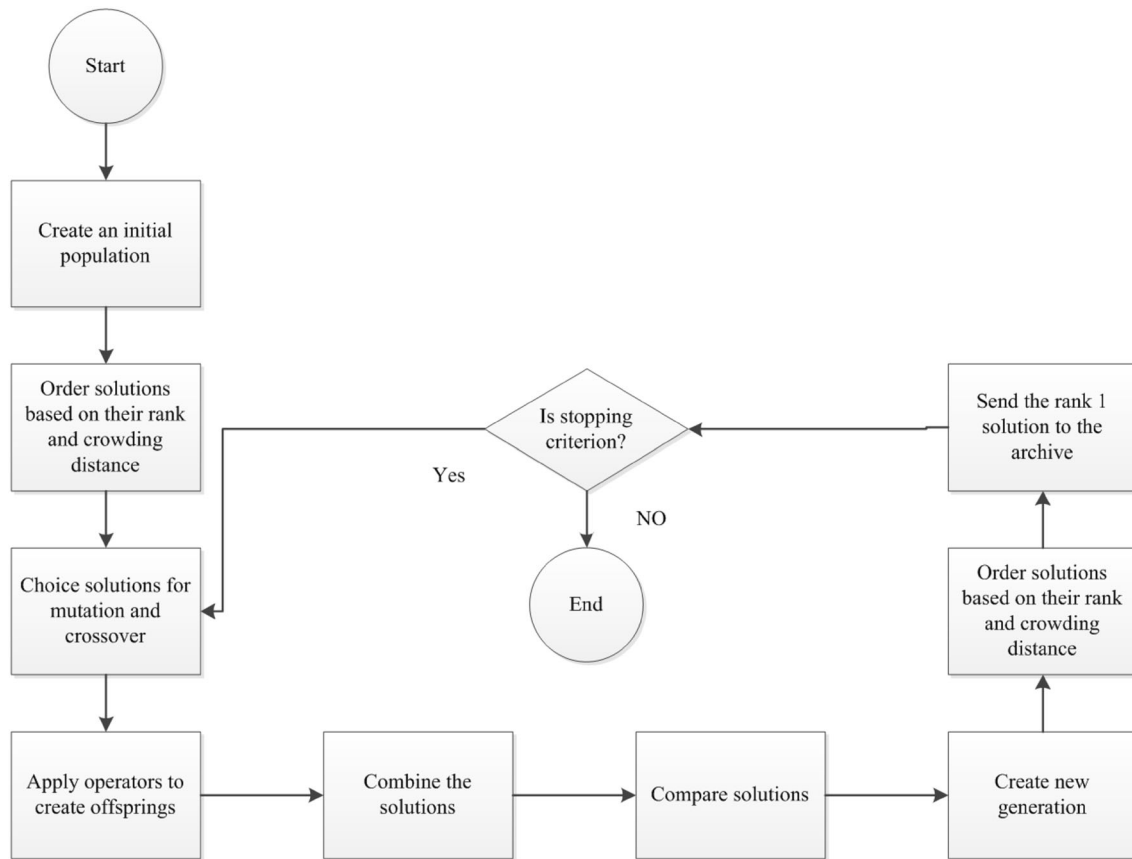 Start
Create an initial
population
Order solutions
based on their rank
and crowding
distance
Choice solutions for
mutation and
crossover
Apply operators to
create offsprings
Combine the
solutions
Compare solutions
Create new
generation
Order solutions
based on their rank
and crowding
distance
Send the rank 1
solution to the
archive
Is stopping
criterion?
Yes
NO
End